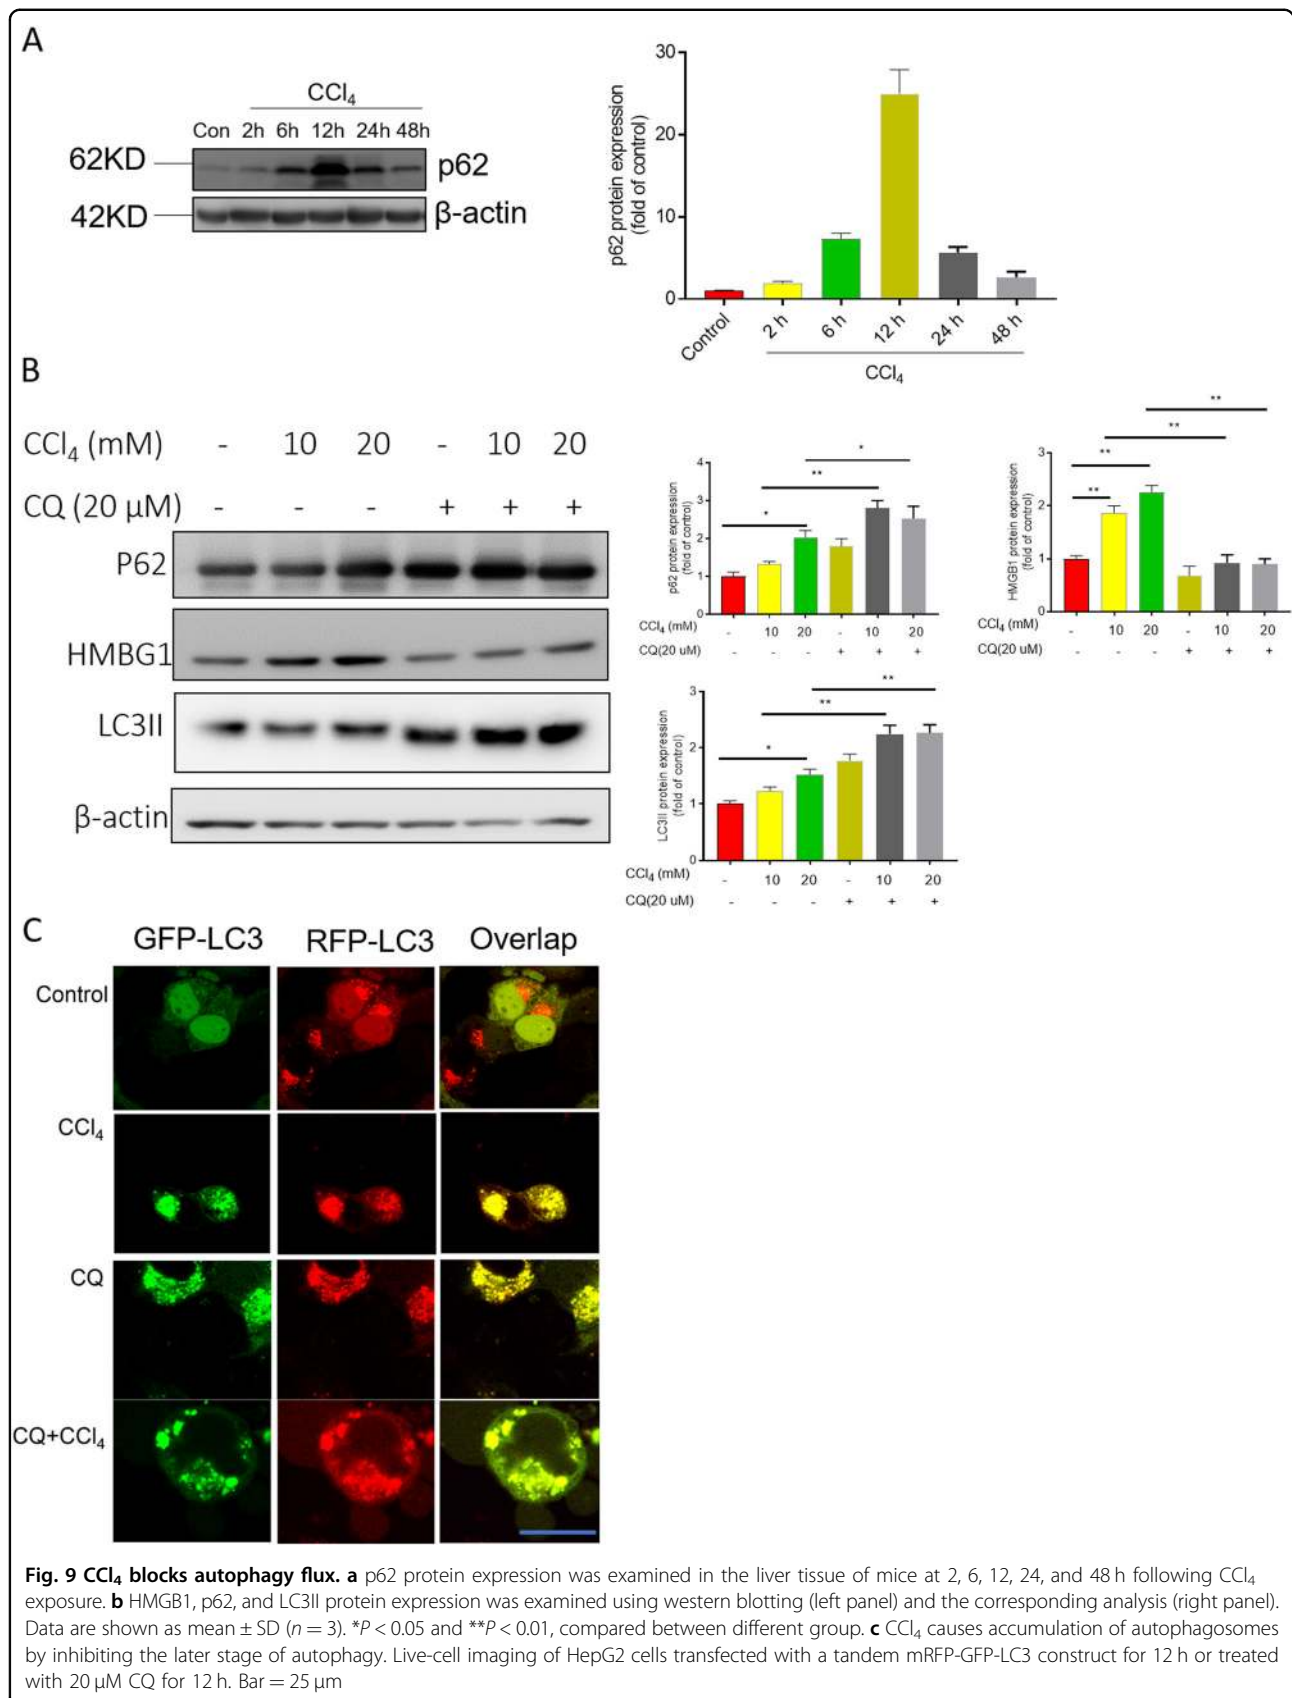 A
CCl₄
Con 2h 6h 12h 24h 48h
62KD
p62
42KD
β-actin
p62 protein expression
(fold of control)
30
20
10
0
Control
2 h
6 h
12 h
24 h
48 h
CCl₄
B
CCl₄ (mM) - 10 20 - 10 20
CQ (20 µM) - - - + + +
P62
HMBG1
LC3II
β-actin
p62 protein expression
(fold of control)
4
3
2
1
0
*
**
*
CCl₄ (mM) - 10 20 - 10 20
CQ(20 uM) - - - + + +
HMGB1 protein expression
(fold of control)
3
2
1
0
**
**
**
**
CCl₄ (mM) - 10 20 - 10 20
CQ(20 uM) - - - + + +
LC3II protein expression
(fold of control)
3
2
1
0
*
**
**
CCl₄ (mM) - 10 20 - 10 20
CQ(20 uM) - - - + + +
C
GFP-LC3 RFP-LC3 Overlap
Control
CCl₄
CQ
CQ+CCl₄
Fig. 9 CCl₄ blocks autophagy flux. a p62 protein expression was examined in the liver tissue of mice at 2, 6, 12, 24, and 48 h following CCl₄
exposure. b HMGB1, p62, and LC3II protein expression was examined using western blotting (left panel) and the corresponding analysis (right panel).
Data are shown as mean ± SD (n = 3). *P < 0.05 and **P < 0.01, compared between different group. c CCl₄ causes accumulation of autophagosomes
by inhibiting the later stage of autophagy. Live-cell imaging of HepG2 cells transfected with a tandem mRFP-GFP-LC3 construct for 12 h or treated
with 20 µM CQ for 12 h. Bar = 25 µm